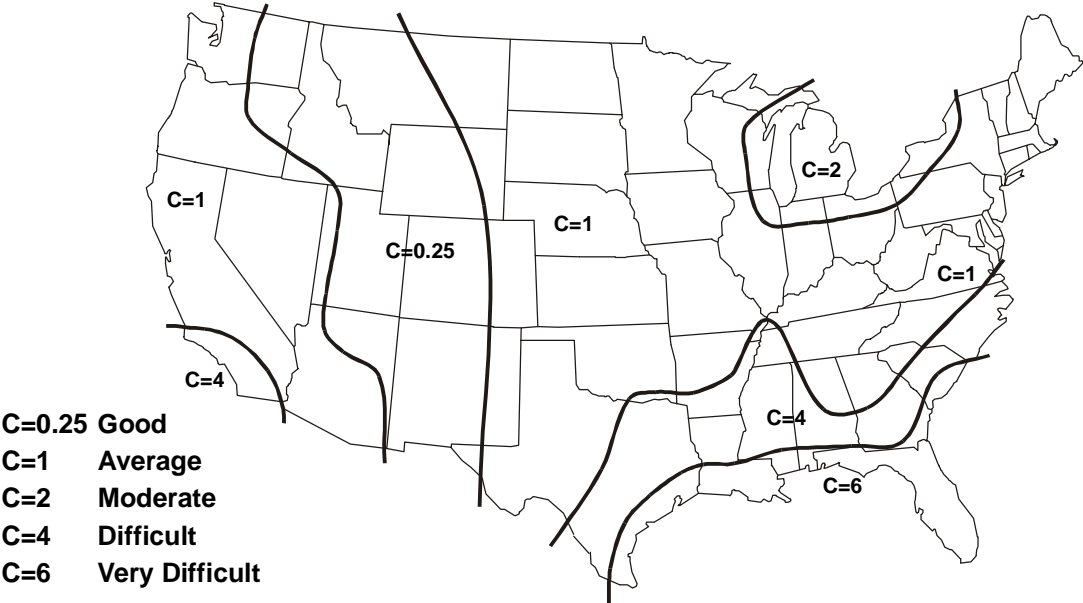 C=2
C=1
C=1
C=0.25
C=1
C=4
C=4
C=6
C=0.25 Good
C=1 Average
C=2 Moderate
C=4 Difficult
C=6 Very Difficult